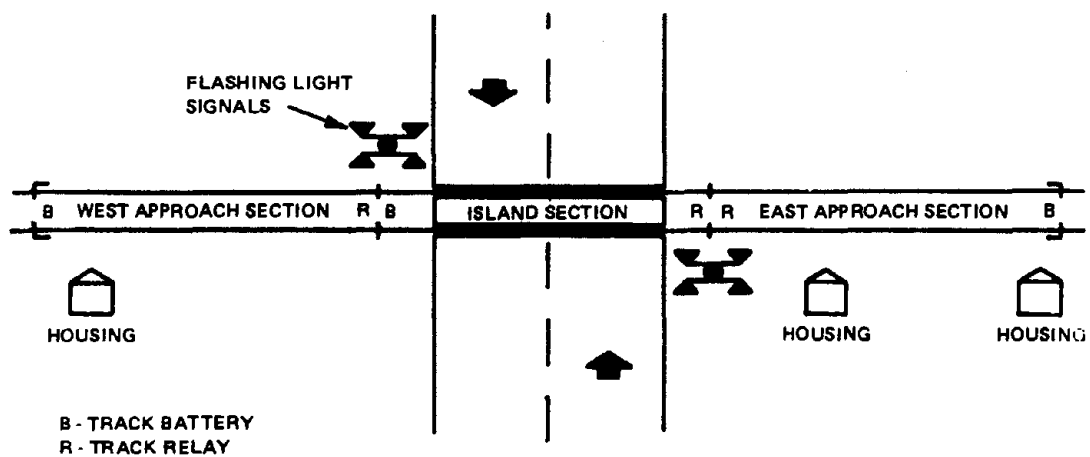 FLASHING LIGHT
SIGNALS
B WEST APPROACH SECTION R B ISLAND SECTION R R EAST APPROACH SECTION B
HOUSING HOUSING HOUSING
B - TRACK BATTERY
R - TRACK RELAY